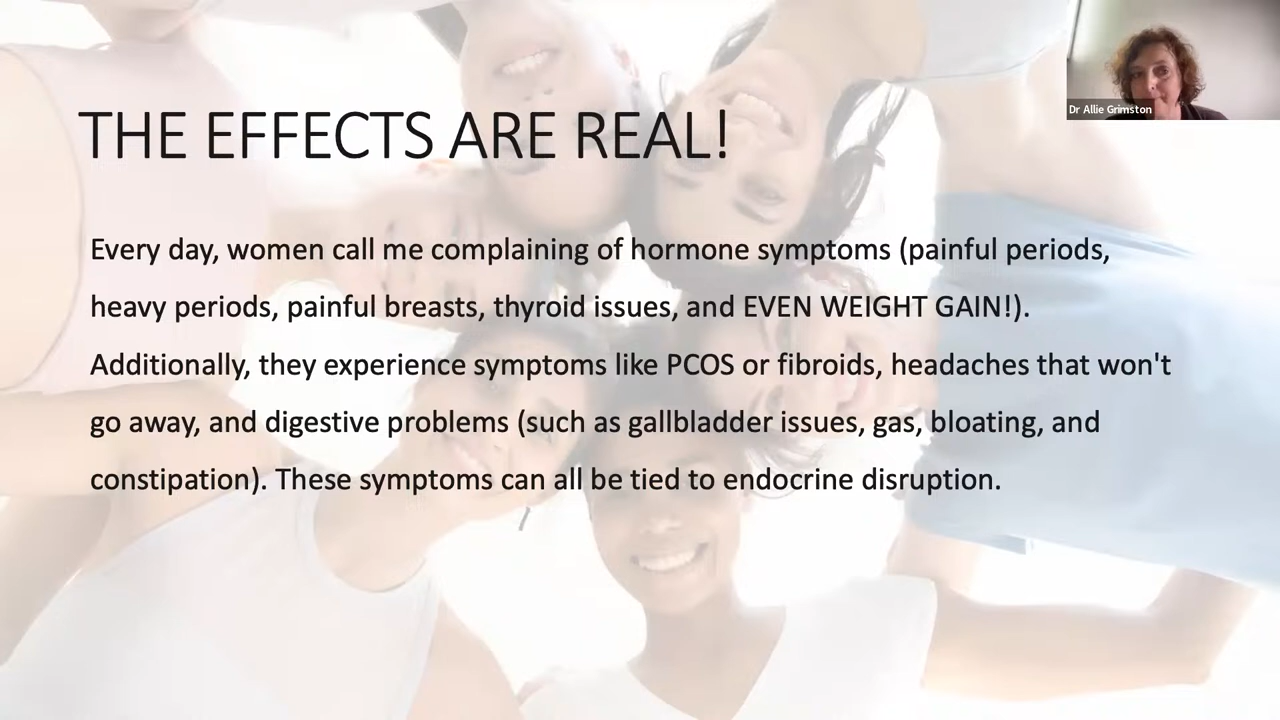 Dr Allie Grimston
THE EFFECTS ARE REAL!
Every day, women call me complaining of hormone symptoms (painful periods,
heavy periods, painful breasts, thyroid issues, and EVEN WEIGHT GAIN!).
Additionally, they experience symptoms like PCOS or fibroids, headaches that won't
go away, and digestive problems (such as gallbladder issues, gas, bloating, and
constipation). These symptoms can all be tied to endocrine disruption.